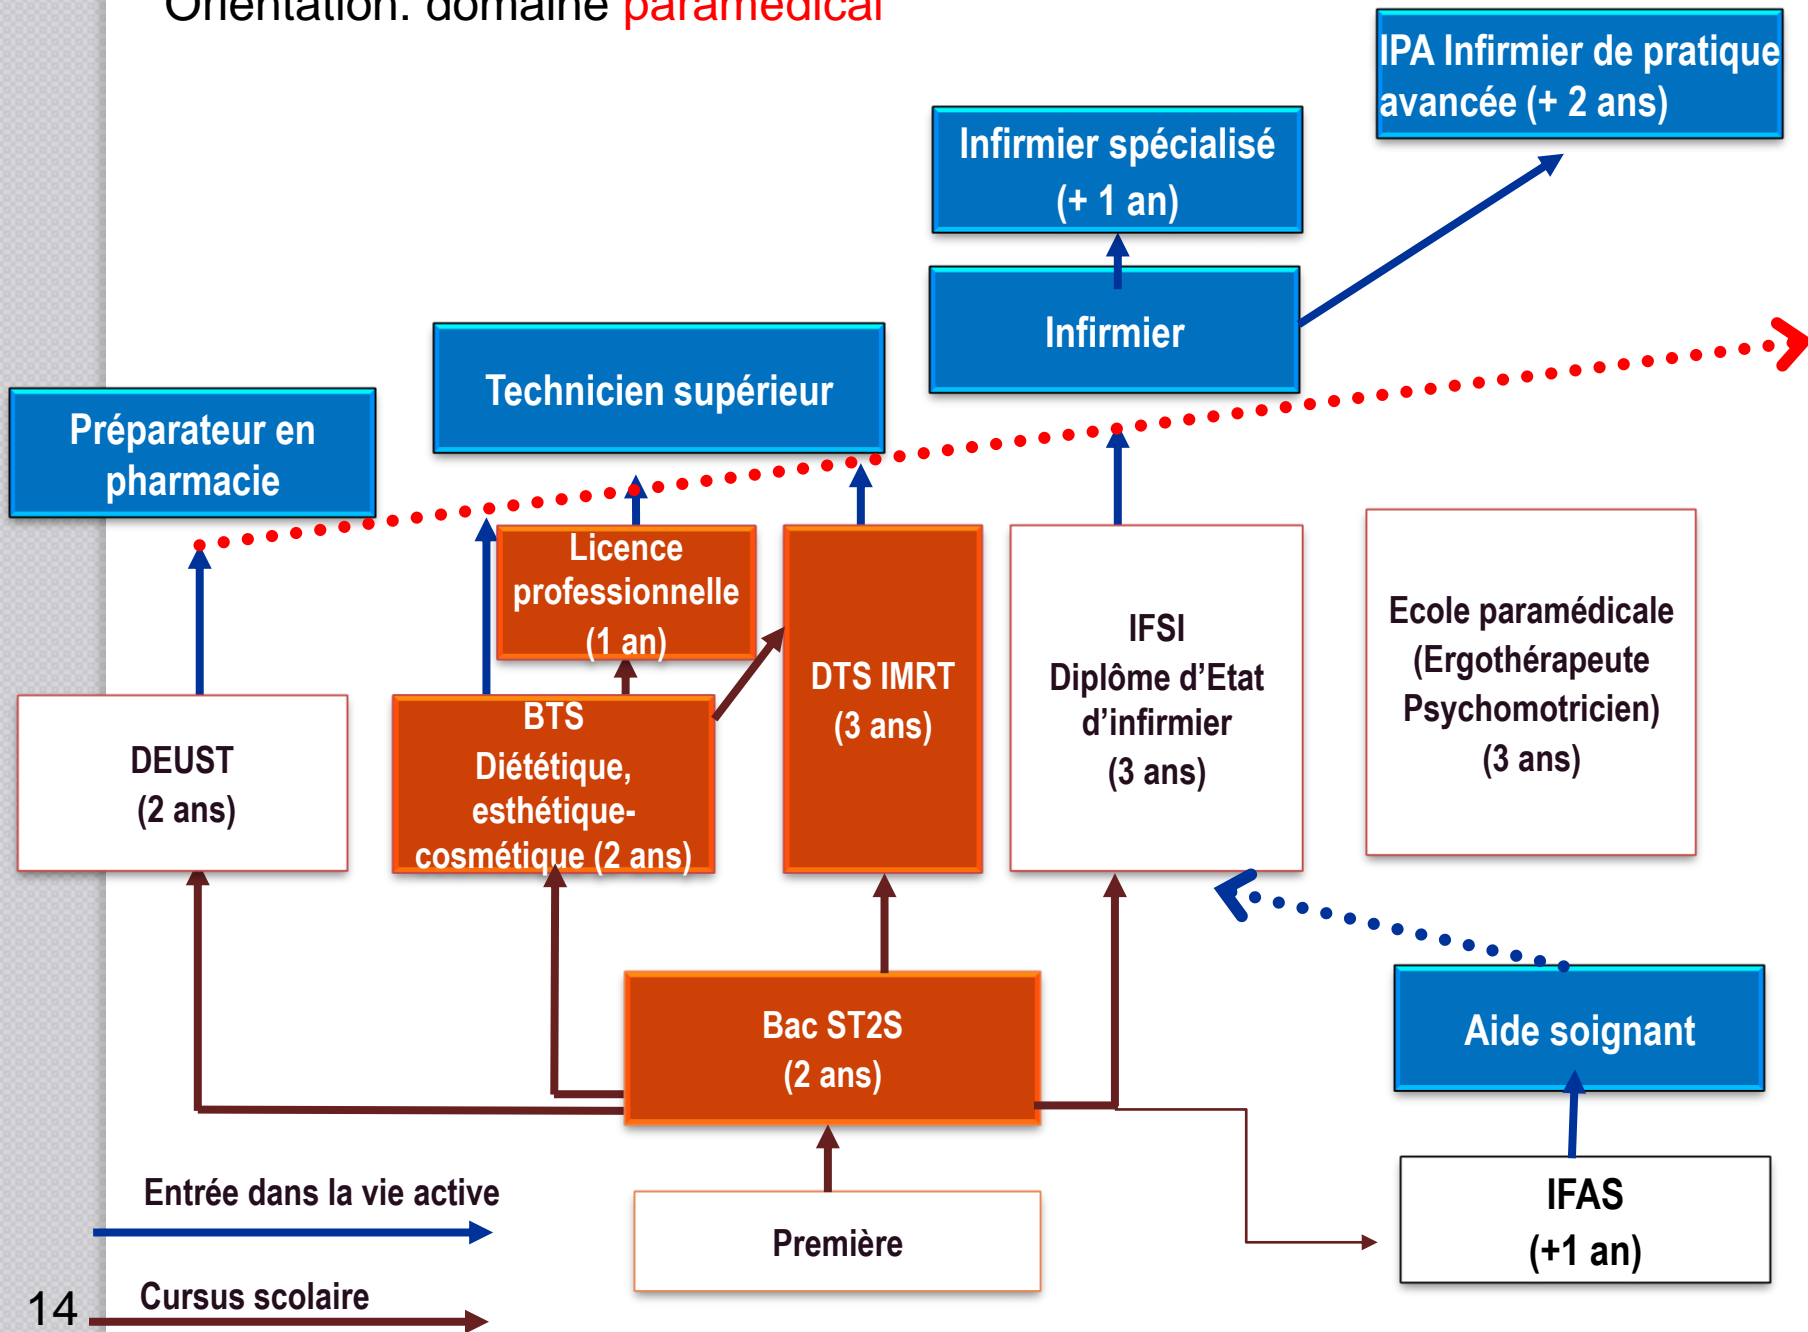 Orientation: domaine paramédical
IPA Infirmier de pratique
avancée (+ 2 ans)
Infirmier spécialisé
(+ 1 an)
Infirmier
Technicien supérieur
Préparateur en
pharmacie
Licence
professionnelle
(1 an)
DTS IMRT
(3 ans)
IFSI
Diplôme d’Etat
d’infirmier
(3 ans)
Ecole paramédicale
(Ergothérapeute
Psychomotricien)
(3 ans)
DEUST
(2 ans)
BTS
Diététique,
esthétique-
cosmétique (2 ans)
Bac ST2S
(2 ans)
Aide soignant
Première
IFAS
(+1 an)
Entrée dans la vie active
Cursus scolaire
14